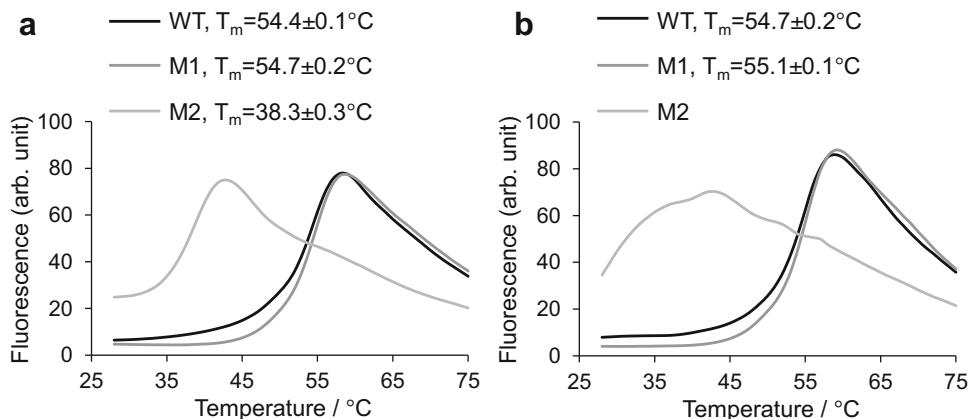 a
WT, Tm=54.4±0.1°C
M1, Tm=54.7±0.2°C
M2, Tm=38.3±0.3°C
Fluorescence (arb. unit)
100
80
60
40
20
0
25 35 45 55 65 75
Temperature / °C
b
WT, Tm=54.7±0.2°C
M1, Tm=55.1±0.1°C
M2
Fluorescence (arb. unit)
100
80
60
40
20
0
25 35 45 55 65 75
Temperature / °C